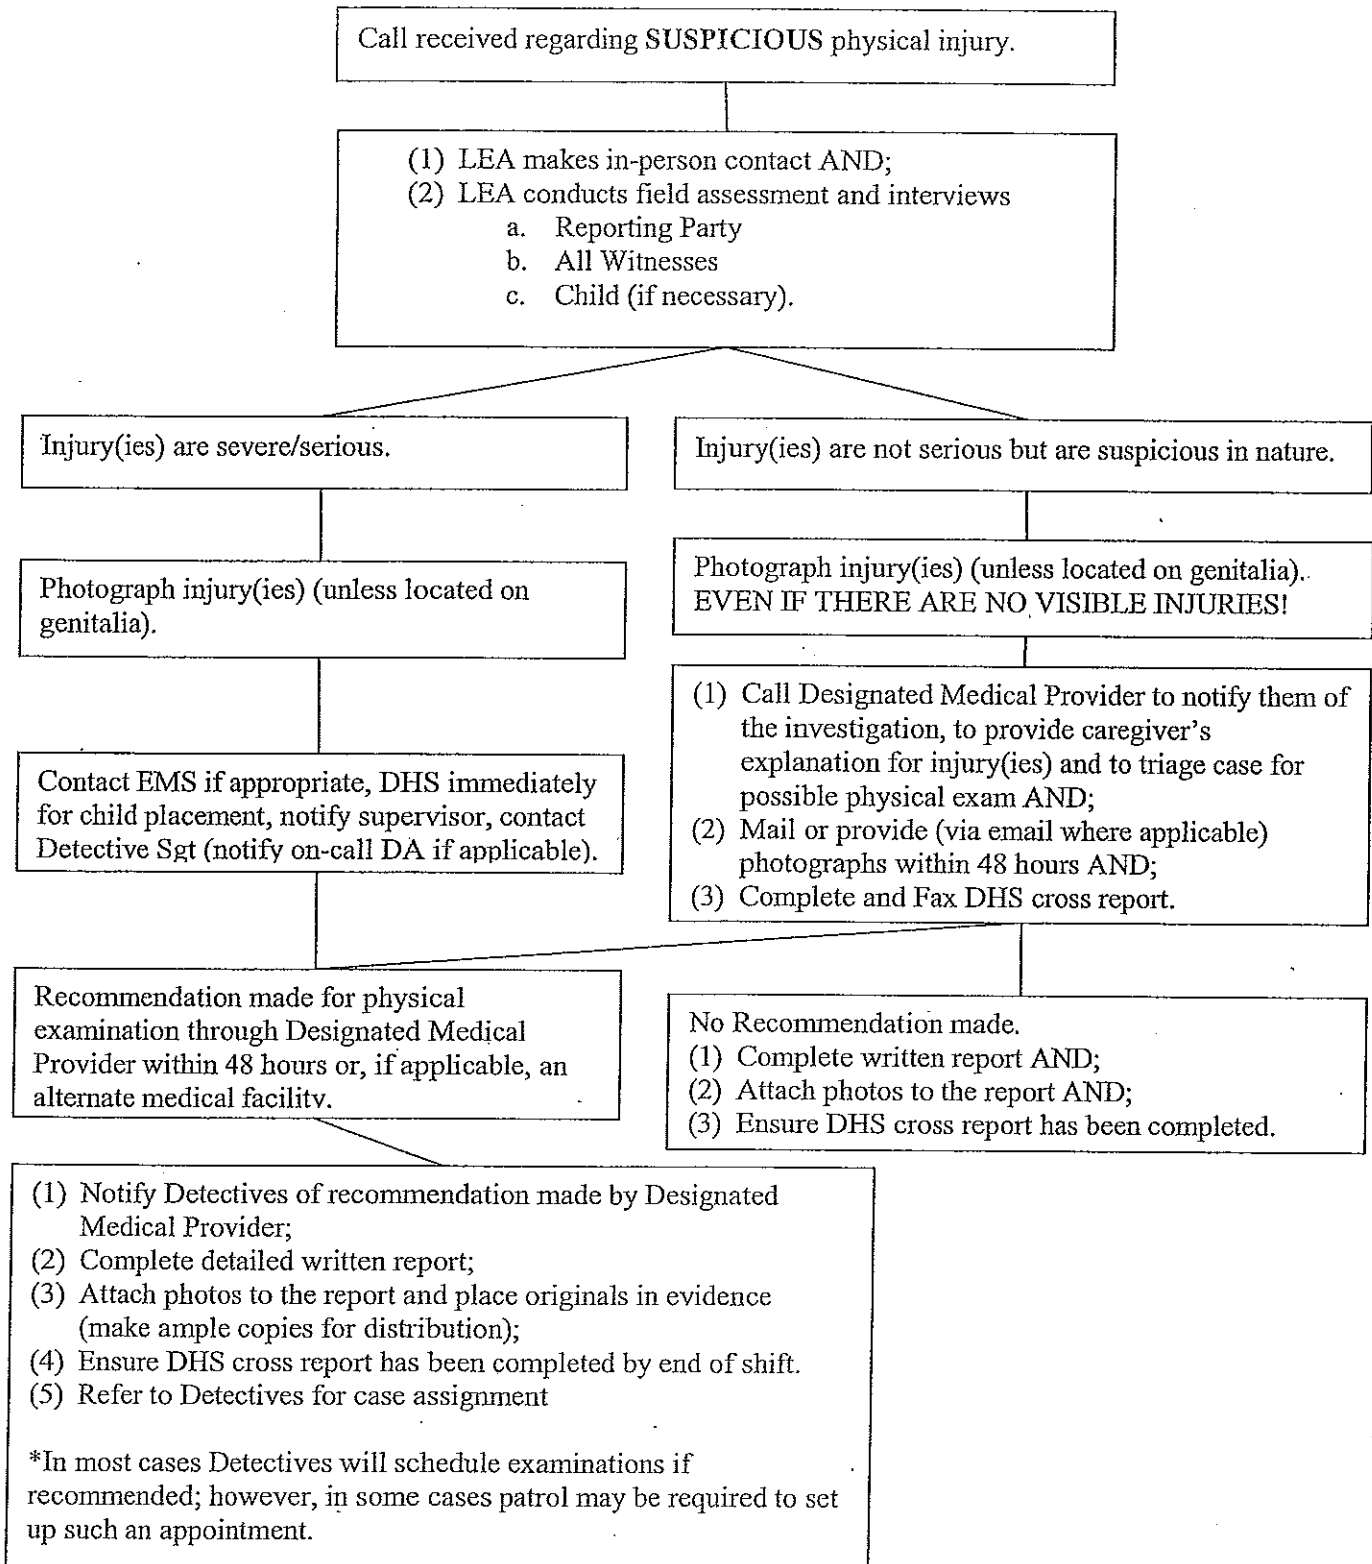 Call received regarding SUSPICIOUS physical injury.
(1) LEA makes in-person contact AND;
(2) LEA conducts field assessment and interviews
a. Reporting Party
b. All Witnesses
c. Child (if necessary).
Injury(ies) are severe/serious.
Injury(ies) are not serious but are suspicious in nature.
Photograph injury(ies) (unless located on
genitalia).
Photograph injury(ies) (unless located on genitalia).
EVEN IF THERE ARE NO VISIBLE INJURIES!
Contact EMS if appropriate, DHS immediately
for child placement, notify supervisor, contact
Detective Sgt (notify on-call DA if applicable).
(1) Call Designated Medical Provider to notify them of
the investigation, to provide caregiver's
explanation for injury(ies) and to triage case for
possible physical exam AND;
(2) Mail or provide (via email where applicable)
photographs within 48 hours AND;
(3) Complete and Fax DHS cross report.
Recommendation made for physical
examination through Designated Medical
Provider within 48 hours or, if applicable, an
alternate medical facility.
No Recommendation made.
(1) Complete written report AND;
(2) Attach photos to the report AND;
(3) Ensure DHS cross report has been completed.
(1) Notify Detectives of recommendation made by Designated
Medical Provider;
(2) Complete detailed written report;
(3) Attach photos to the report and place originals in evidence
(make ample copies for distribution);
(4) Ensure DHS cross report has been completed by end of shift.
(5) Refer to Detectives for case assignment
*In most cases Detectives will schedule examinations if
recommended; however, in some cases patrol may be required to set
up such an appointment.